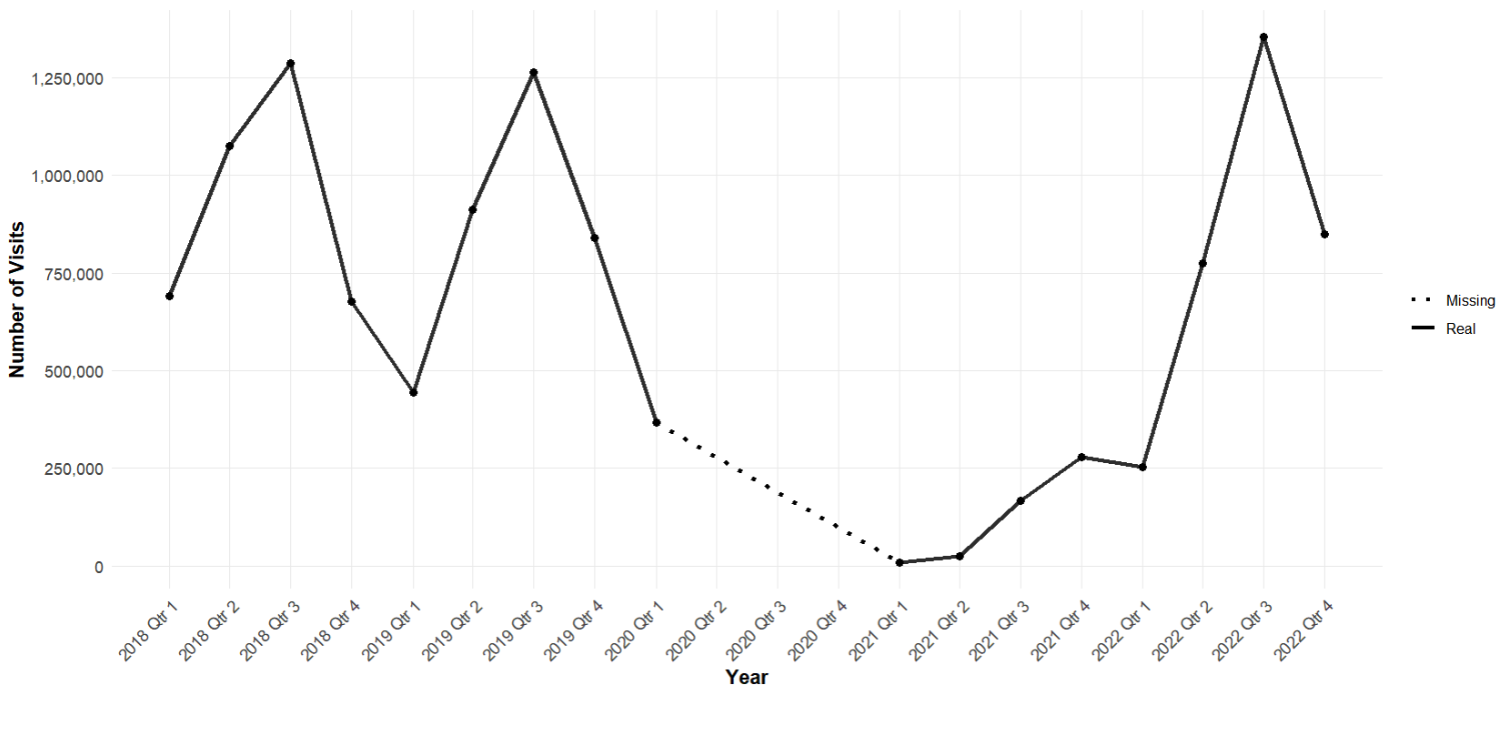 Number of Visits
1,250,000
1,000,000
750,000
500,000
250,000
0
2018 Qtr 1
2018 Qtr 2
2018 Qtr 3
2018 Qtr 4
2019 Qtr 1
2019 Qtr 2
2019 Qtr 3
2019 Qtr 4
2020 Qtr 1
2020 Qtr 2
2020 Qtr 3
2020 Qtr 4
2021 Qtr 1
2021 Qtr 2
2021 Qtr 3
2021 Qtr 4
2022 Qtr 1
2022 Qtr 2
2022 Qtr 3
2022 Qtr 4
Year
Missing
Real